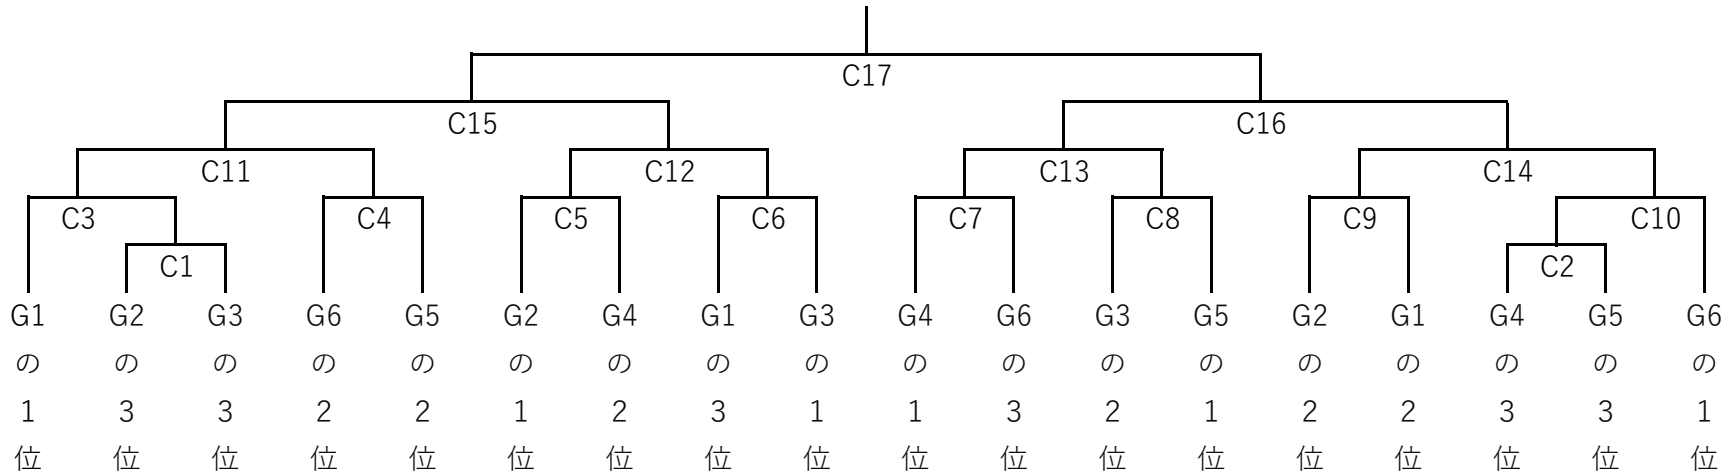 C17
C15 C16
C11 C12 C13 C14
C3 C4 C5 C6 C7 C8 C9 C10
C1 C2
G1 G2 G3 G6 G5 G2 G4 G1 G3 G4 G6 G3 G5 G2 G1 G4 G5 G6
の の の の の の の の の の の の の の の の の の
1 3 3 2 2 1 2 3 1 1 3 2 1 2 2 3 3 1
位 位 位 位 位 位 位 位 位 位 位 位 位 位 位 位 位 位